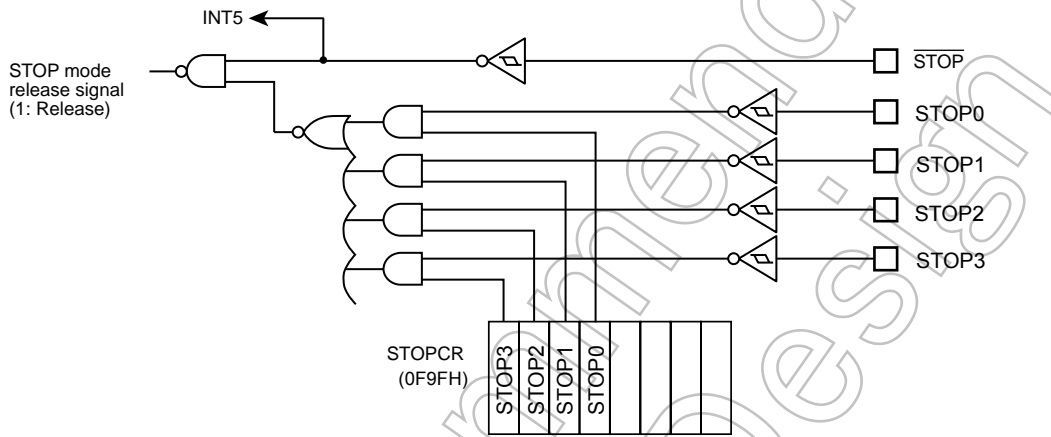 INT5
STOP
STOP mode
release signal
(1: Release)
STOP0
STOP1
STOP2
STOP3
STOPCR
(0F9FH)
STOP3
STOP2
STOP1
STOP0